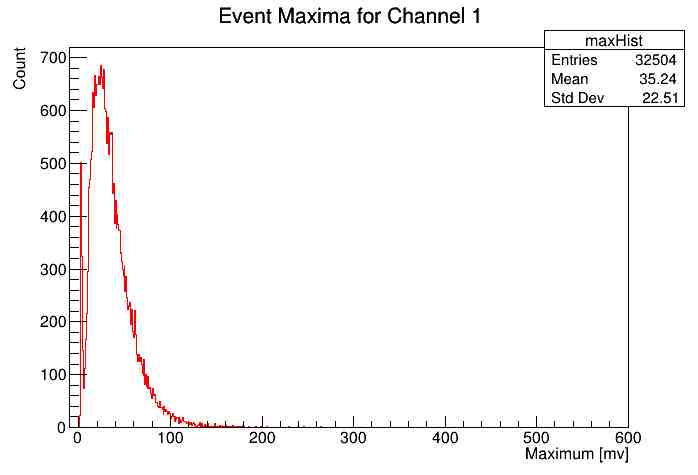 Event Maxima for Channel 1
maxHist
Entries 32504
Mean 35.24
Std Dev 22.51
Count
700
600
500
400
300
200
100
0
0 100 200 300 400 500 600
Maximum [mv]